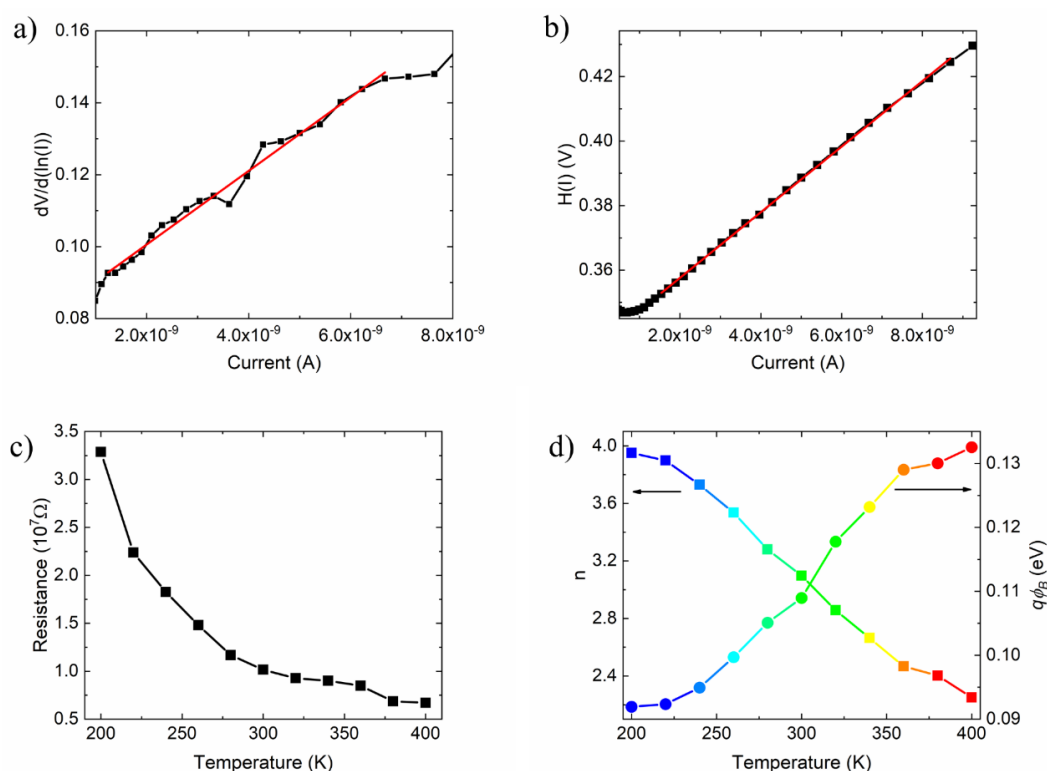 a)
0.16
0.14
0.12
0.10
0.08
dV/d(ln(I))
2.0x10⁻⁹ 4.0x10⁻⁹ 6.0x10⁻⁹ 8.0x10⁻⁹
Current (A)
b)
0.42
0.40
0.38
0.36
H(I) (V)
2.0x10⁻⁹ 4.0x10⁻⁹ 6.0x10⁻⁹ 8.0x10⁻⁹
Current (A)
c)
3.5
3.0
2.5
2.0
1.5
1.0
0.5
Resistance (10⁷Ω)
200 250 300 350 400
Temperature (K)
d)
4.0
3.6
3.2
2.8
2.4
n
0.13
0.12
0.11
0.10
0.09
qϕ_B (eV)
200 250 300 350 400
Temperature (K)